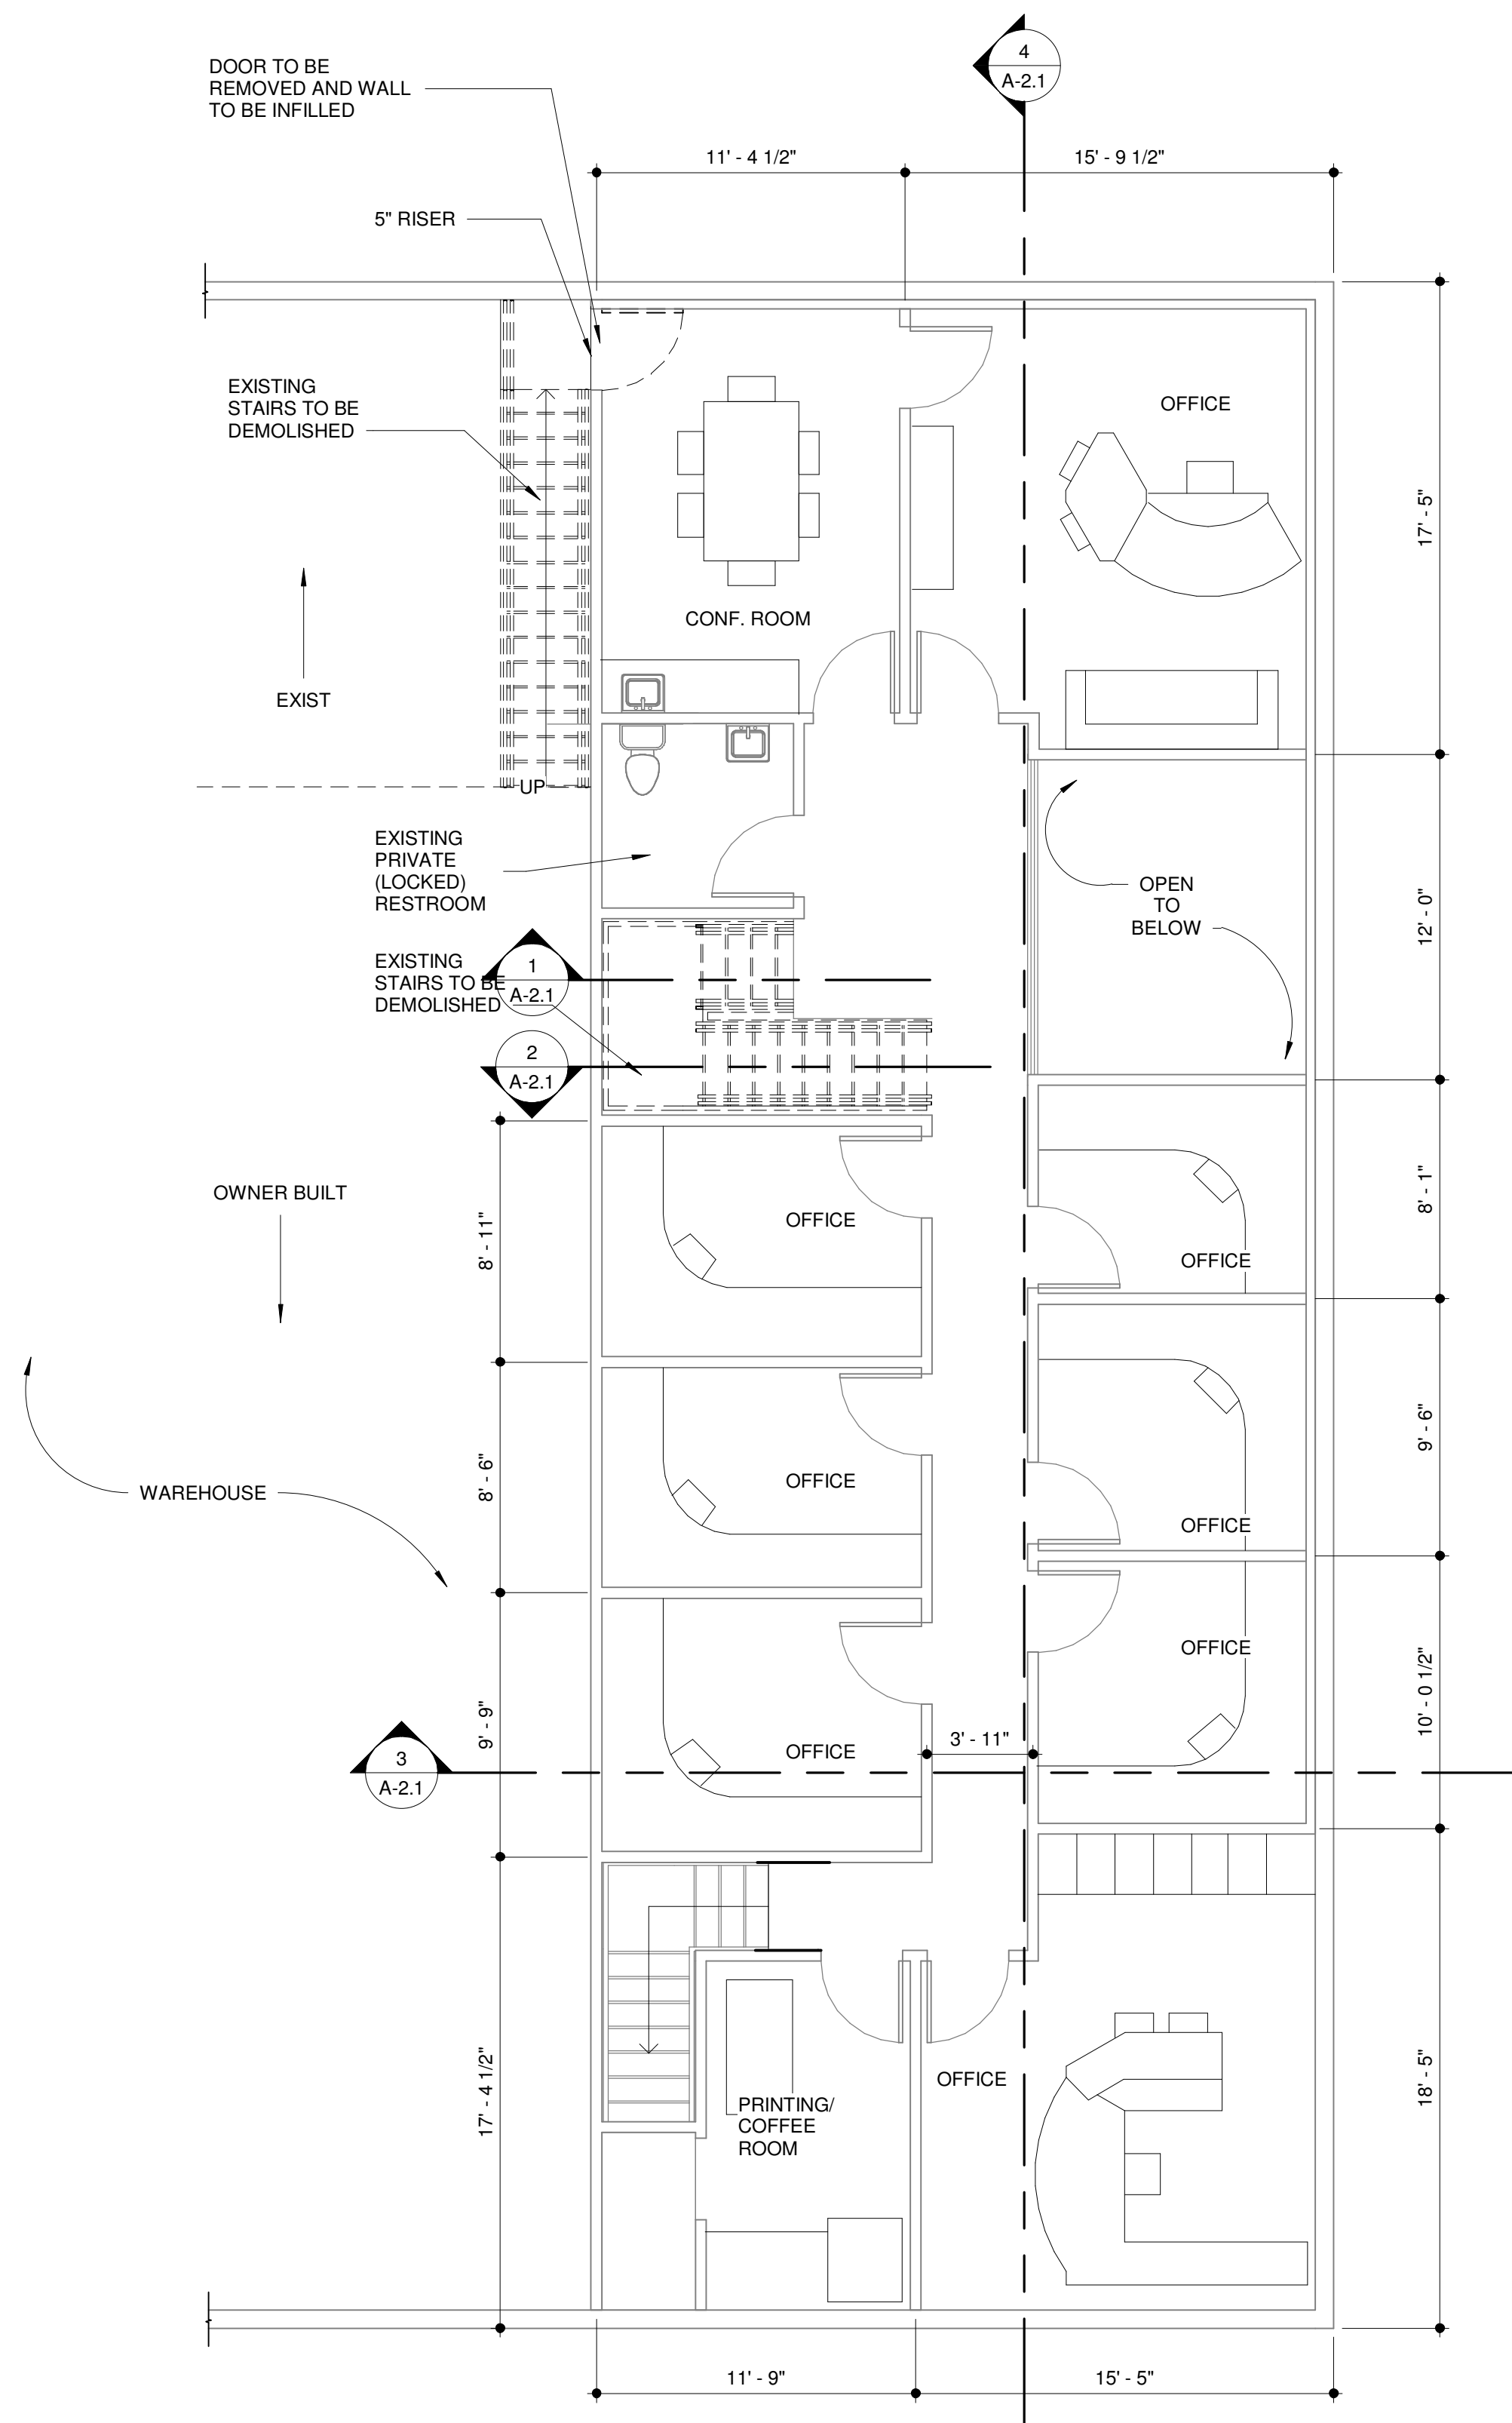 4
A-2.1
DOOR TO BE
REMOVED AND WALL
TO BE INFILLED
11' - 4 1/2"
15' - 9 1/2"
5" RISER
EXISTING
STAIRS TO BE
DEMOLISHED
OFFICE
17' - 5"
CONF. ROOM
EXIST
UP
EXISTING
PRIVATE
(LOCKED)
RESTROOM
OPEN
TO
BELOW
12' - 0"
EXISTING
STAIRS TO BE
DEMOLISHED
1
A-2.1
2
A-2.1
OWNER BUILT
8' - 11"
OFFICE
OFFICE
8' - 1"
WAREHOUSE
8' - 6"
OFFICE
OFFICE
9' - 6"
OFFICE
10' - 0 1/2"
9' - 9"
3
A-2.1
OFFICE
3' - 11"
17' - 4 1/2"
PRINTING/
COFFEE
ROOM
OFFICE
18' - 5"
11' - 9"
15' - 5"